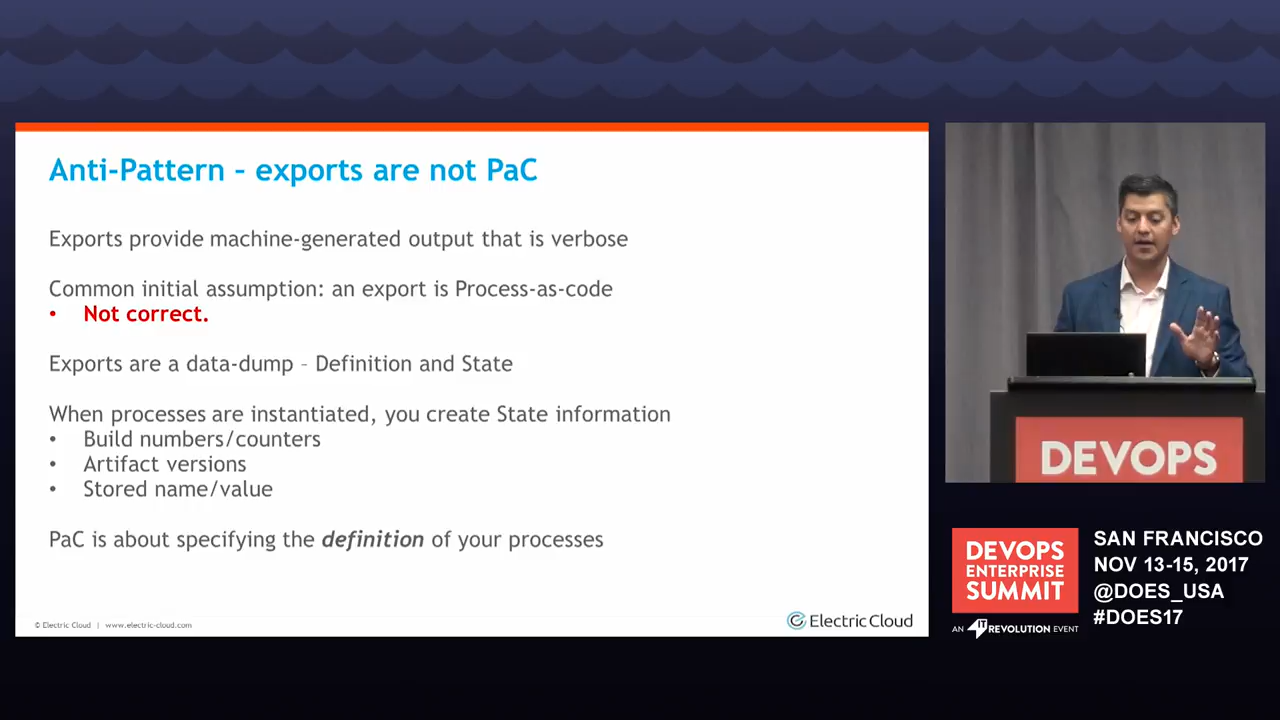 Anti-Pattern – exports are not PaC
Exports provide machine-generated output that is verbose
Common initial assumption: an export is Process-as-code
• Not correct.
Exports are a data-dump – Definition and State
When processes are instantiated, you create State information
• Build numbers/counters
• Artifact versions
• Stored name/value
PaC is about specifying the definition of your processes
© Electric Cloud | www.electric-cloud.com
Electric Cloud
DEVOPS
DEVOPS
ENTERPRISE
SUMMIT
AN IT REVOLUTION EVENT
SAN FRANCISCO
NOV 13-15, 2017
@DOES_USA
#DOES17